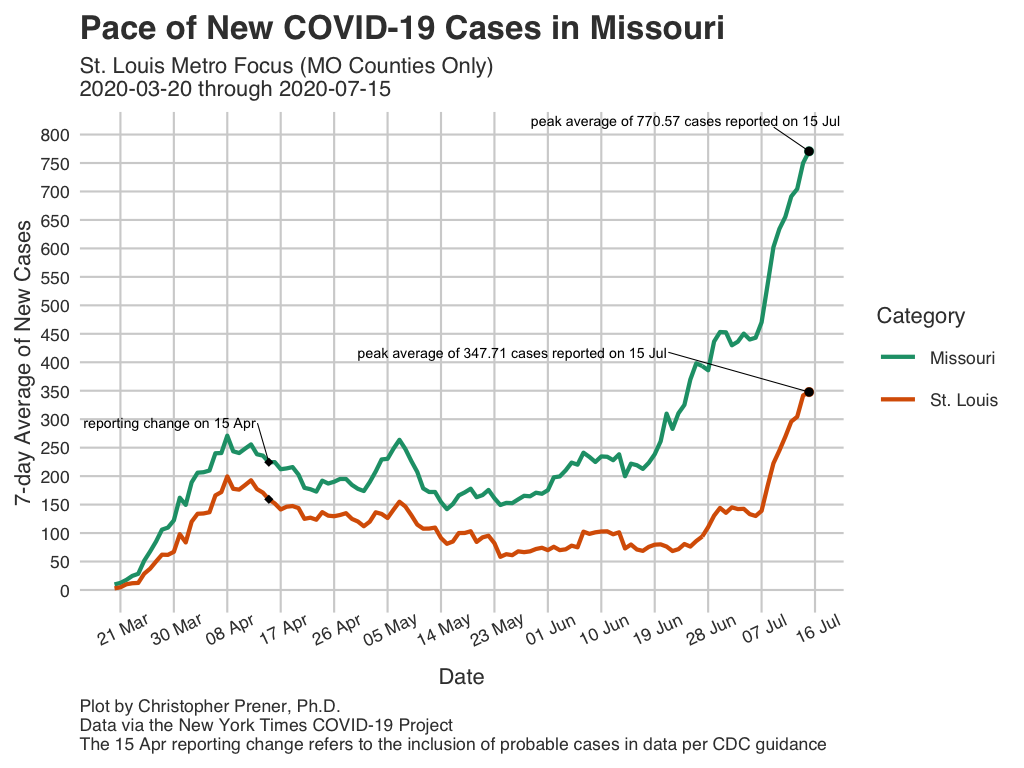 Pace of New COVID-19 Cases in Missouri
St. Louis Metro Focus (MO Counties Only)
2020-03-20 through 2020-07-15
peak average of 770.57 cases reported on 15 Jul
peak average of 347.71 cases reported on 15 Jul
reporting change on 15 Apr
7-day Average of New Cases
800
750
700
650
600
550
500
450
400
350
300
250
200
150
100
50
0
21 Mar
30 Mar
08 Apr
17 Apr
26 Apr
05 May
14 May
23 May
01 Jun
10 Jun
19 Jun
28 Jun
07 Jul
16 Jul
Date
Category
Missouri
St. Louis
Plot by Christopher Prener, Ph.D.
Data via the New York Times COVID-19 Project
The 15 Apr reporting change refers to the inclusion of probable cases in data per CDC guidance